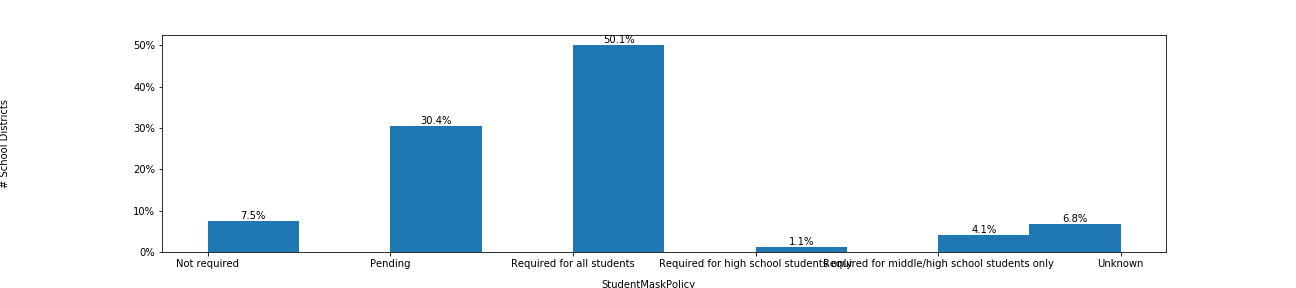 50.1%
50%
40%
30.4%
30%
20%
7.5%
10%
6.8%
4.1%
1.1%
0%
# School Districts
Not required
Pending
Required for all students
Required for high school students only
Required for middle/high school students only
Unknown
StudentMaskPolicy